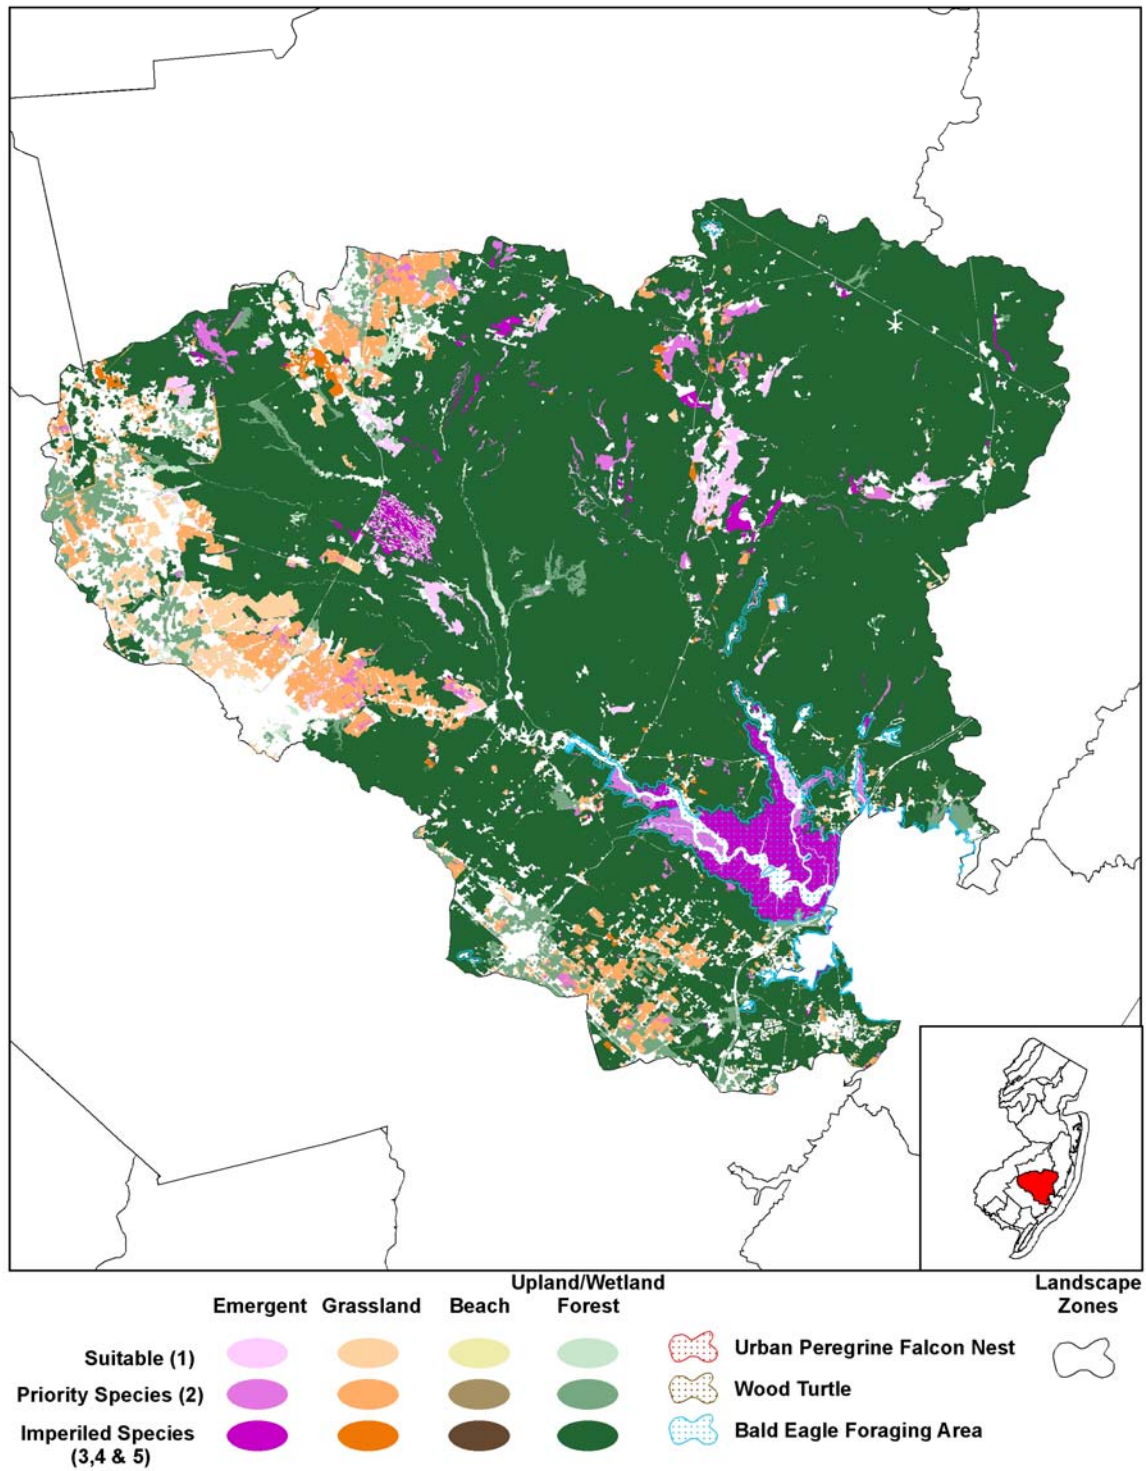 Upland/Wetland
Emergent Grassland Beach Forest
Landscape
Zones
Suitable (1)
Priority Species (2)
Imperiled Species
(3,4 & 5)
Urban Peregrine Falcon Nest
Wood Turtle
Bald Eagle Foraging Area